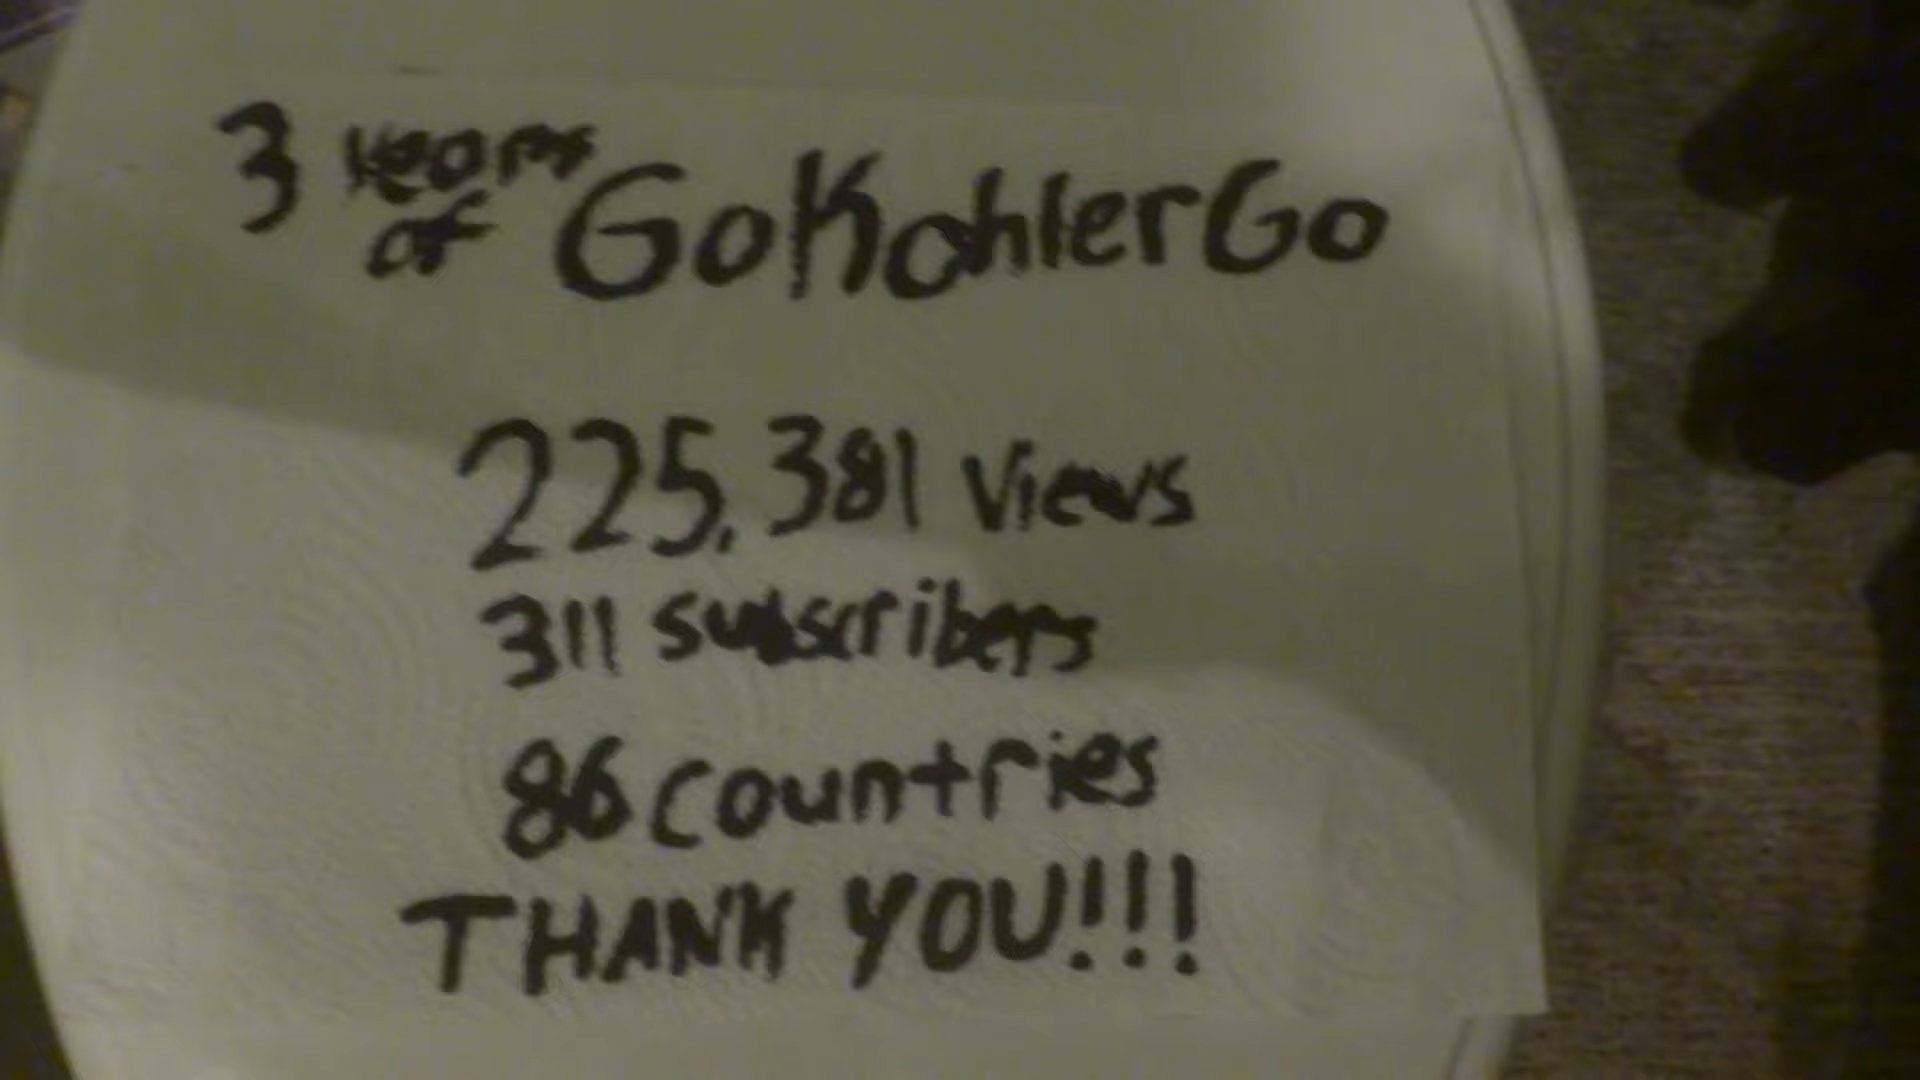 3 years of GoKohlerGo
225,381 views
311 subscribers
86 countries
THANK YOU!!!